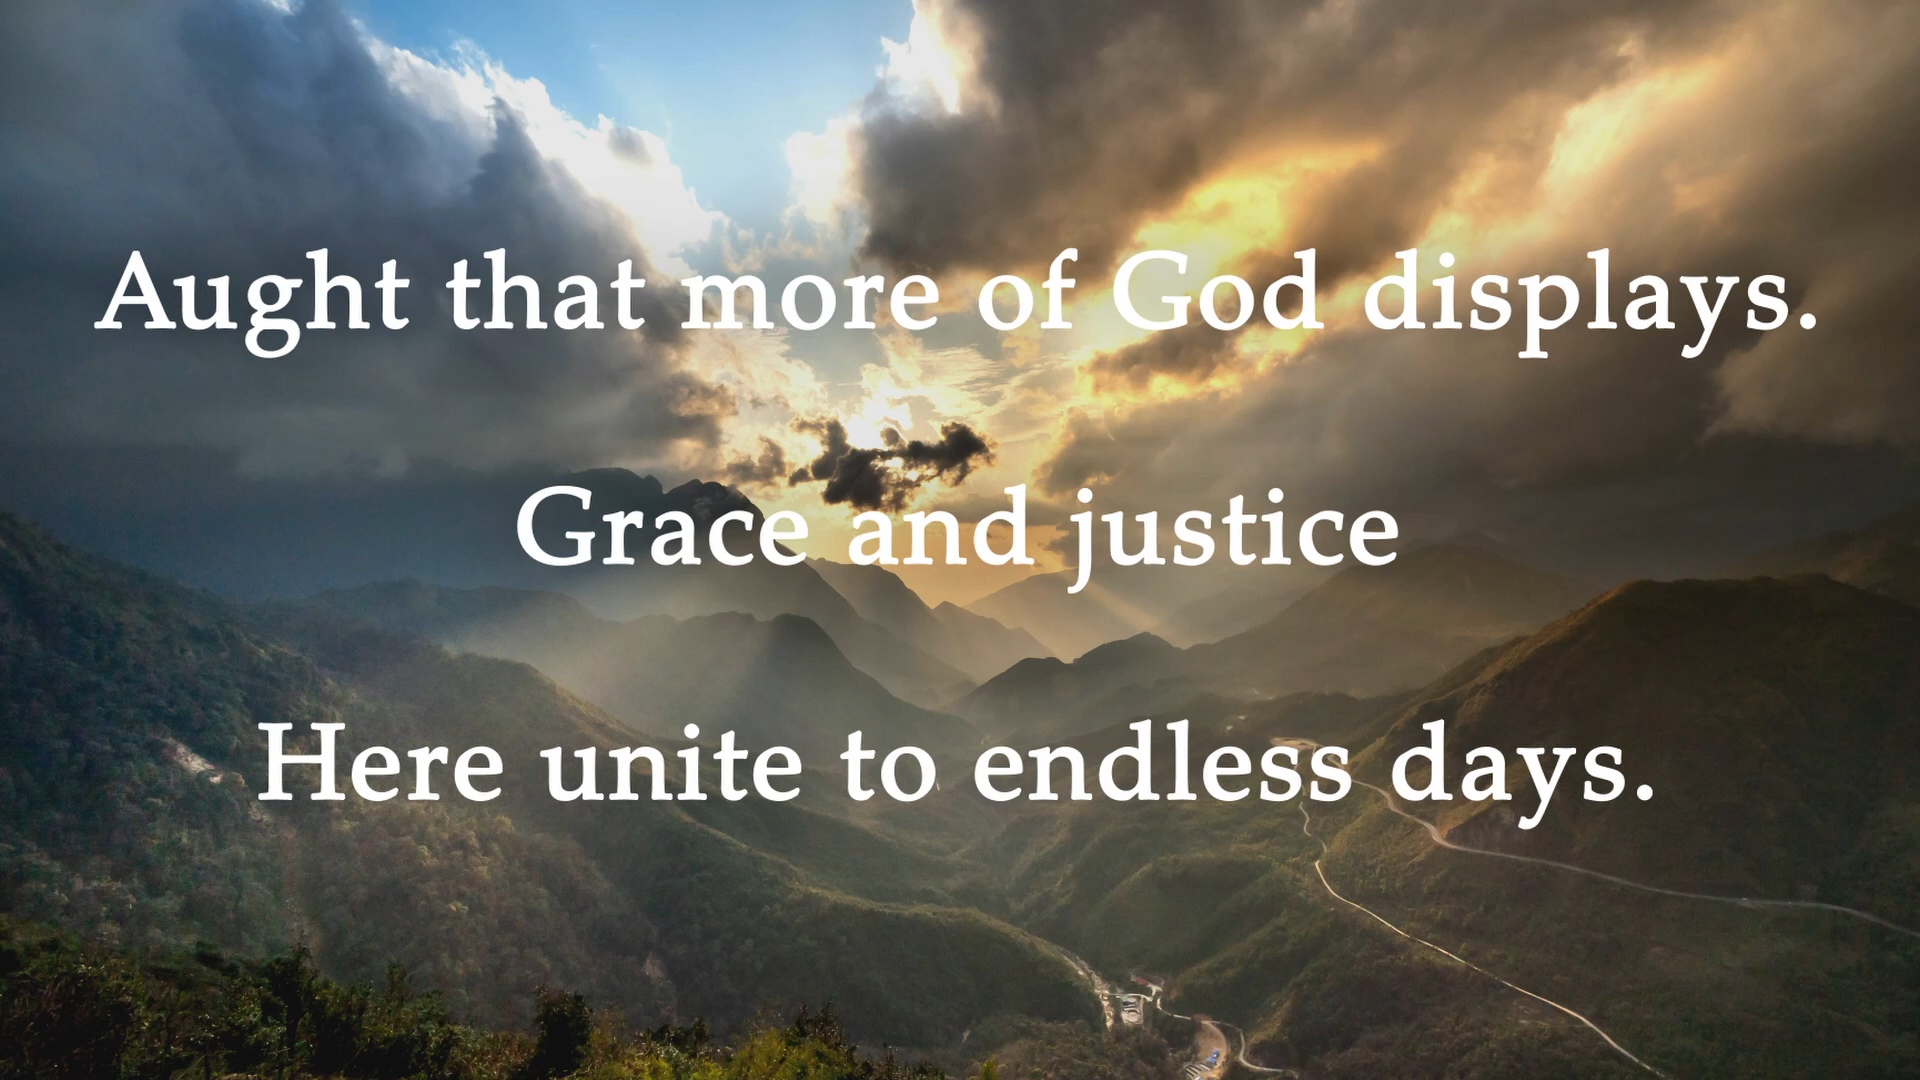 Aught that more of God displays.
Grace and justice
Here unite to endless days.